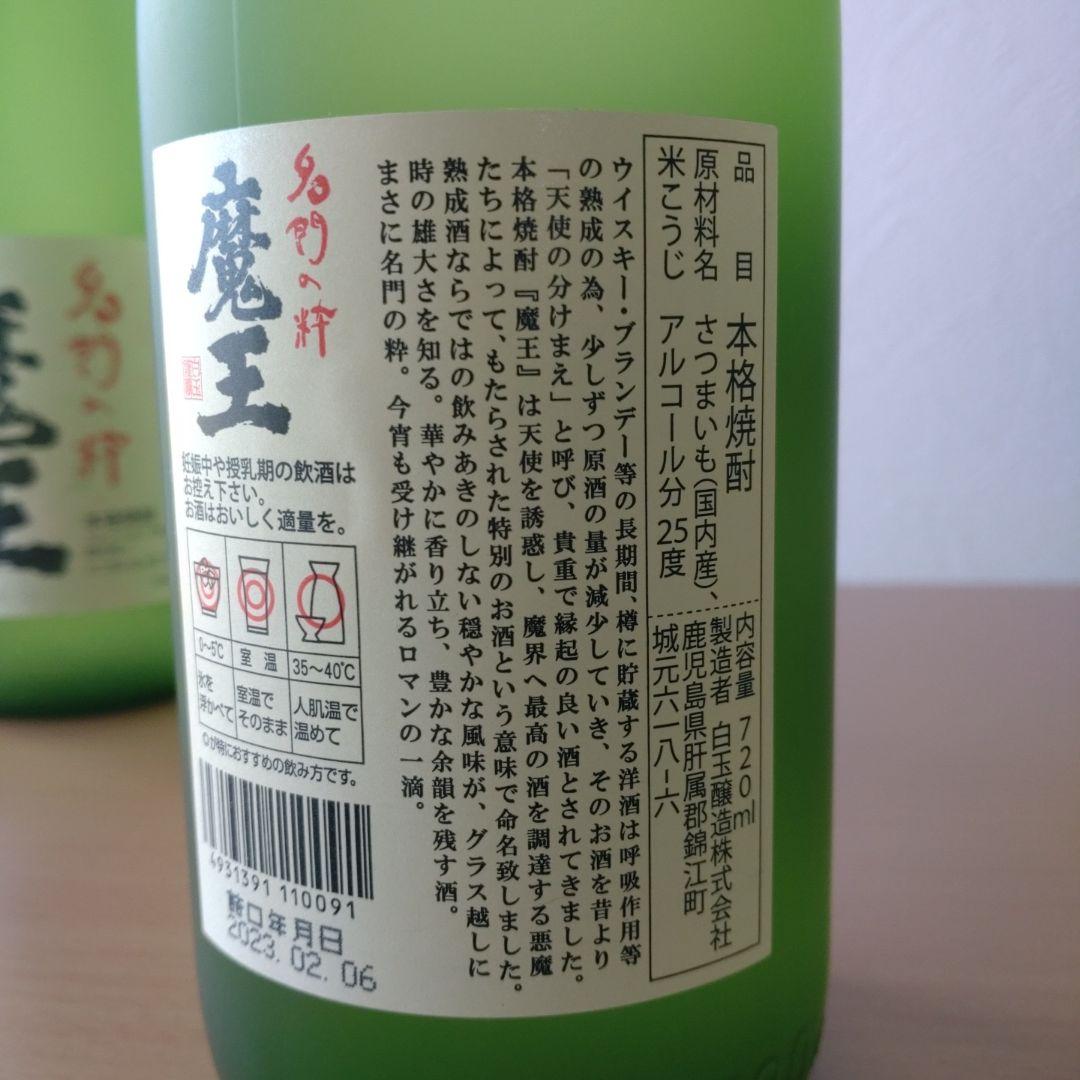 品目 本格焼酎
原材料名 さつまいも(国内産)、
米こうじ アルコール分 25度
内容量 720ml
製造者 白玉醸造株式会社
鹿児島県肝属郡錦江町
城元六一八-六
ウイスキー・ブランデー等の長期間、樽に貯蔵する洋酒は呼吸作用等
の熟成の為、少しずつ原酒の量が減少していき、そのお酒を昔より
「天使の分けまえ」と呼び、貴重で縁起の良い酒とされてきました。
本格焼酎『魔王』は天使を誘惑し、魔界へ最高の酒を調達する悪魔
たちによって、もたらされた特別のお酒という意味で命名致しました。
熟成酒ならではの飲みあきのしない穏やかな風味が、グラス越しに
時の雄大さを知る。華やかに香り立ち、豊かな余韻を残す酒。
まさに名門の粋。今宵も受け継がれるロマンの一滴。
名門の粋
魔王
妊娠中や授乳期の飲酒は
お控え下さい。
お酒はおいしく適量を。
0〜5℃ 室温 35〜40℃
氷を
浮かべて
室温で
そのまま
人肌温で
温めて
◎が特におすすめの飲み方です。
4931391 110091
詰口年月日
2023.02.06
名門の粋
魔王